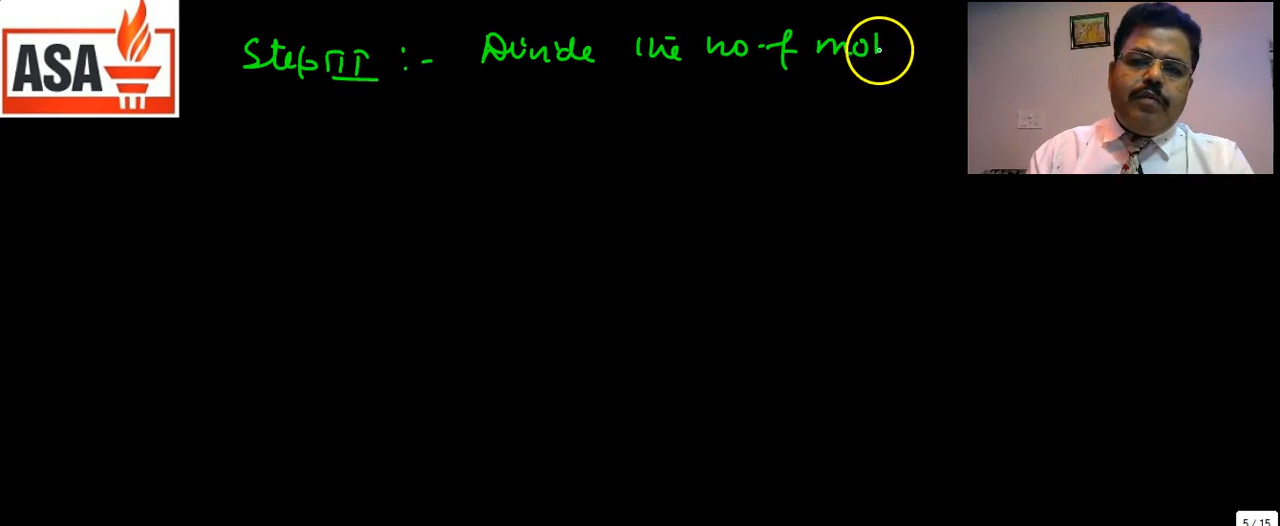 ASA
Step III :- Divide the no. of mol
5 / 15